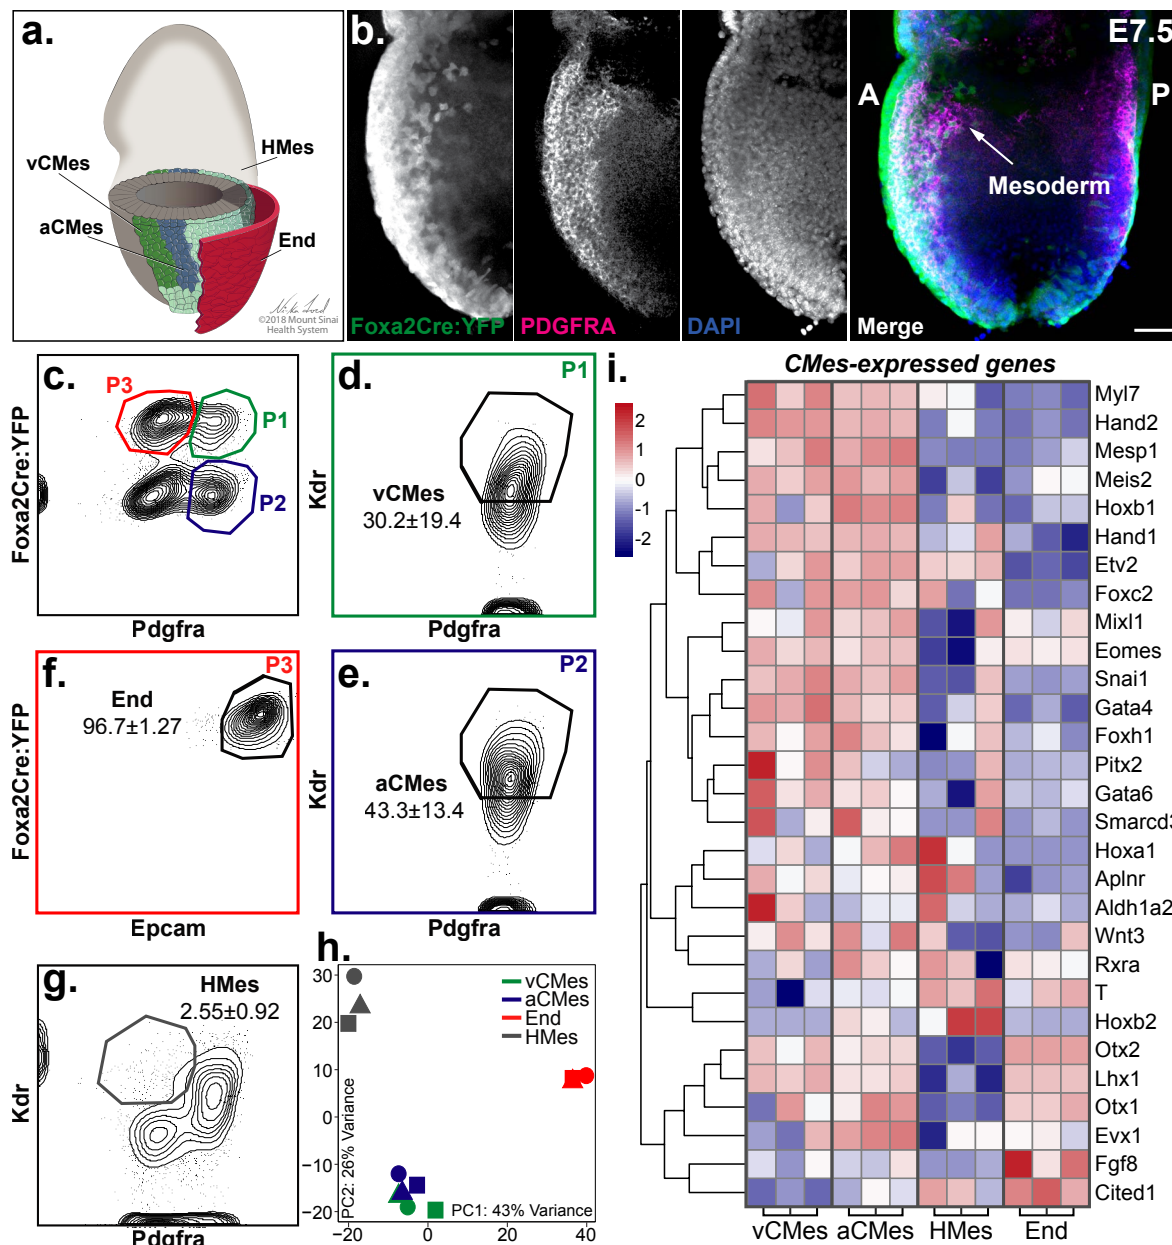 a.
HMes
vCMes
aCMes
End
©2018 Mount Sinai
Health System
b.
E7.5
A
P
Mesoderm
Foxa2Cre:YFP
PDGFRA
DAPI
Merge
c.
P3
P1
P2
Foxa2Cre:YFP
Pdgfra
d.
P1
vCMes
30.2±19.4
Kdr
Pdgfra
f.
P3
End
96.7±1.27
Foxa2Cre:YFP
Epcam
e.
P2
aCMes
43.3±13.4
Kdr
Pdgfra
g.
HMes
2.55±0.92
Kdr
Pdgfra
h.
30
20
10
0
−10
−20
−20
0
20
40
PC2: 26% Variance
PC1: 43% Variance
vCMes
aCMes
End
HMes
i.
CMes-expressed genes
2
1
0
-1
-2
Myl7
Hand2
Mesp1
Meis2
Hoxb1
Hand1
Etv2
Foxc2
Mixl1
Eomes
Snai1
Gata4
Foxh1
Pitx2
Gata6
Smarcd3
Hoxa1
Aplnr
Aldh1a2
Wnt3
Rxra
T
Hoxb2
Otx2
Lhx1
Otx1
Evx1
Fgf8
Cited1
vCMes aCMes HMes End